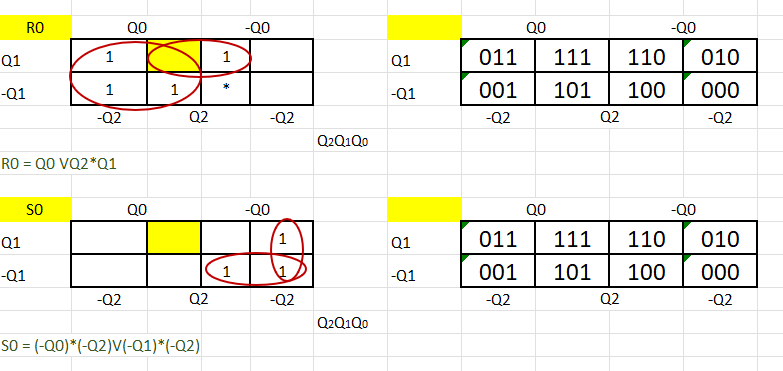 R0 Q0 -Q0 Q0 -Q0
Q1 1 1 Q1 011 111 110 010
-Q1 1 1 * -Q1 001 101 100 000
-Q2 Q2 -Q2 -Q2 Q2 -Q2
Q2Q1Q0
R0 = Q0 VQ2*Q1
S0 Q0 -Q0 Q0 -Q0
Q1 1 Q1 011 111 110 010
-Q1 1 1 -Q1 001 101 100 000
-Q2 Q2 -Q2 -Q2 Q2 -Q2
Q2Q1Q0
S0 = (-Q0)*(-Q2)V(-Q1)*(-Q2)